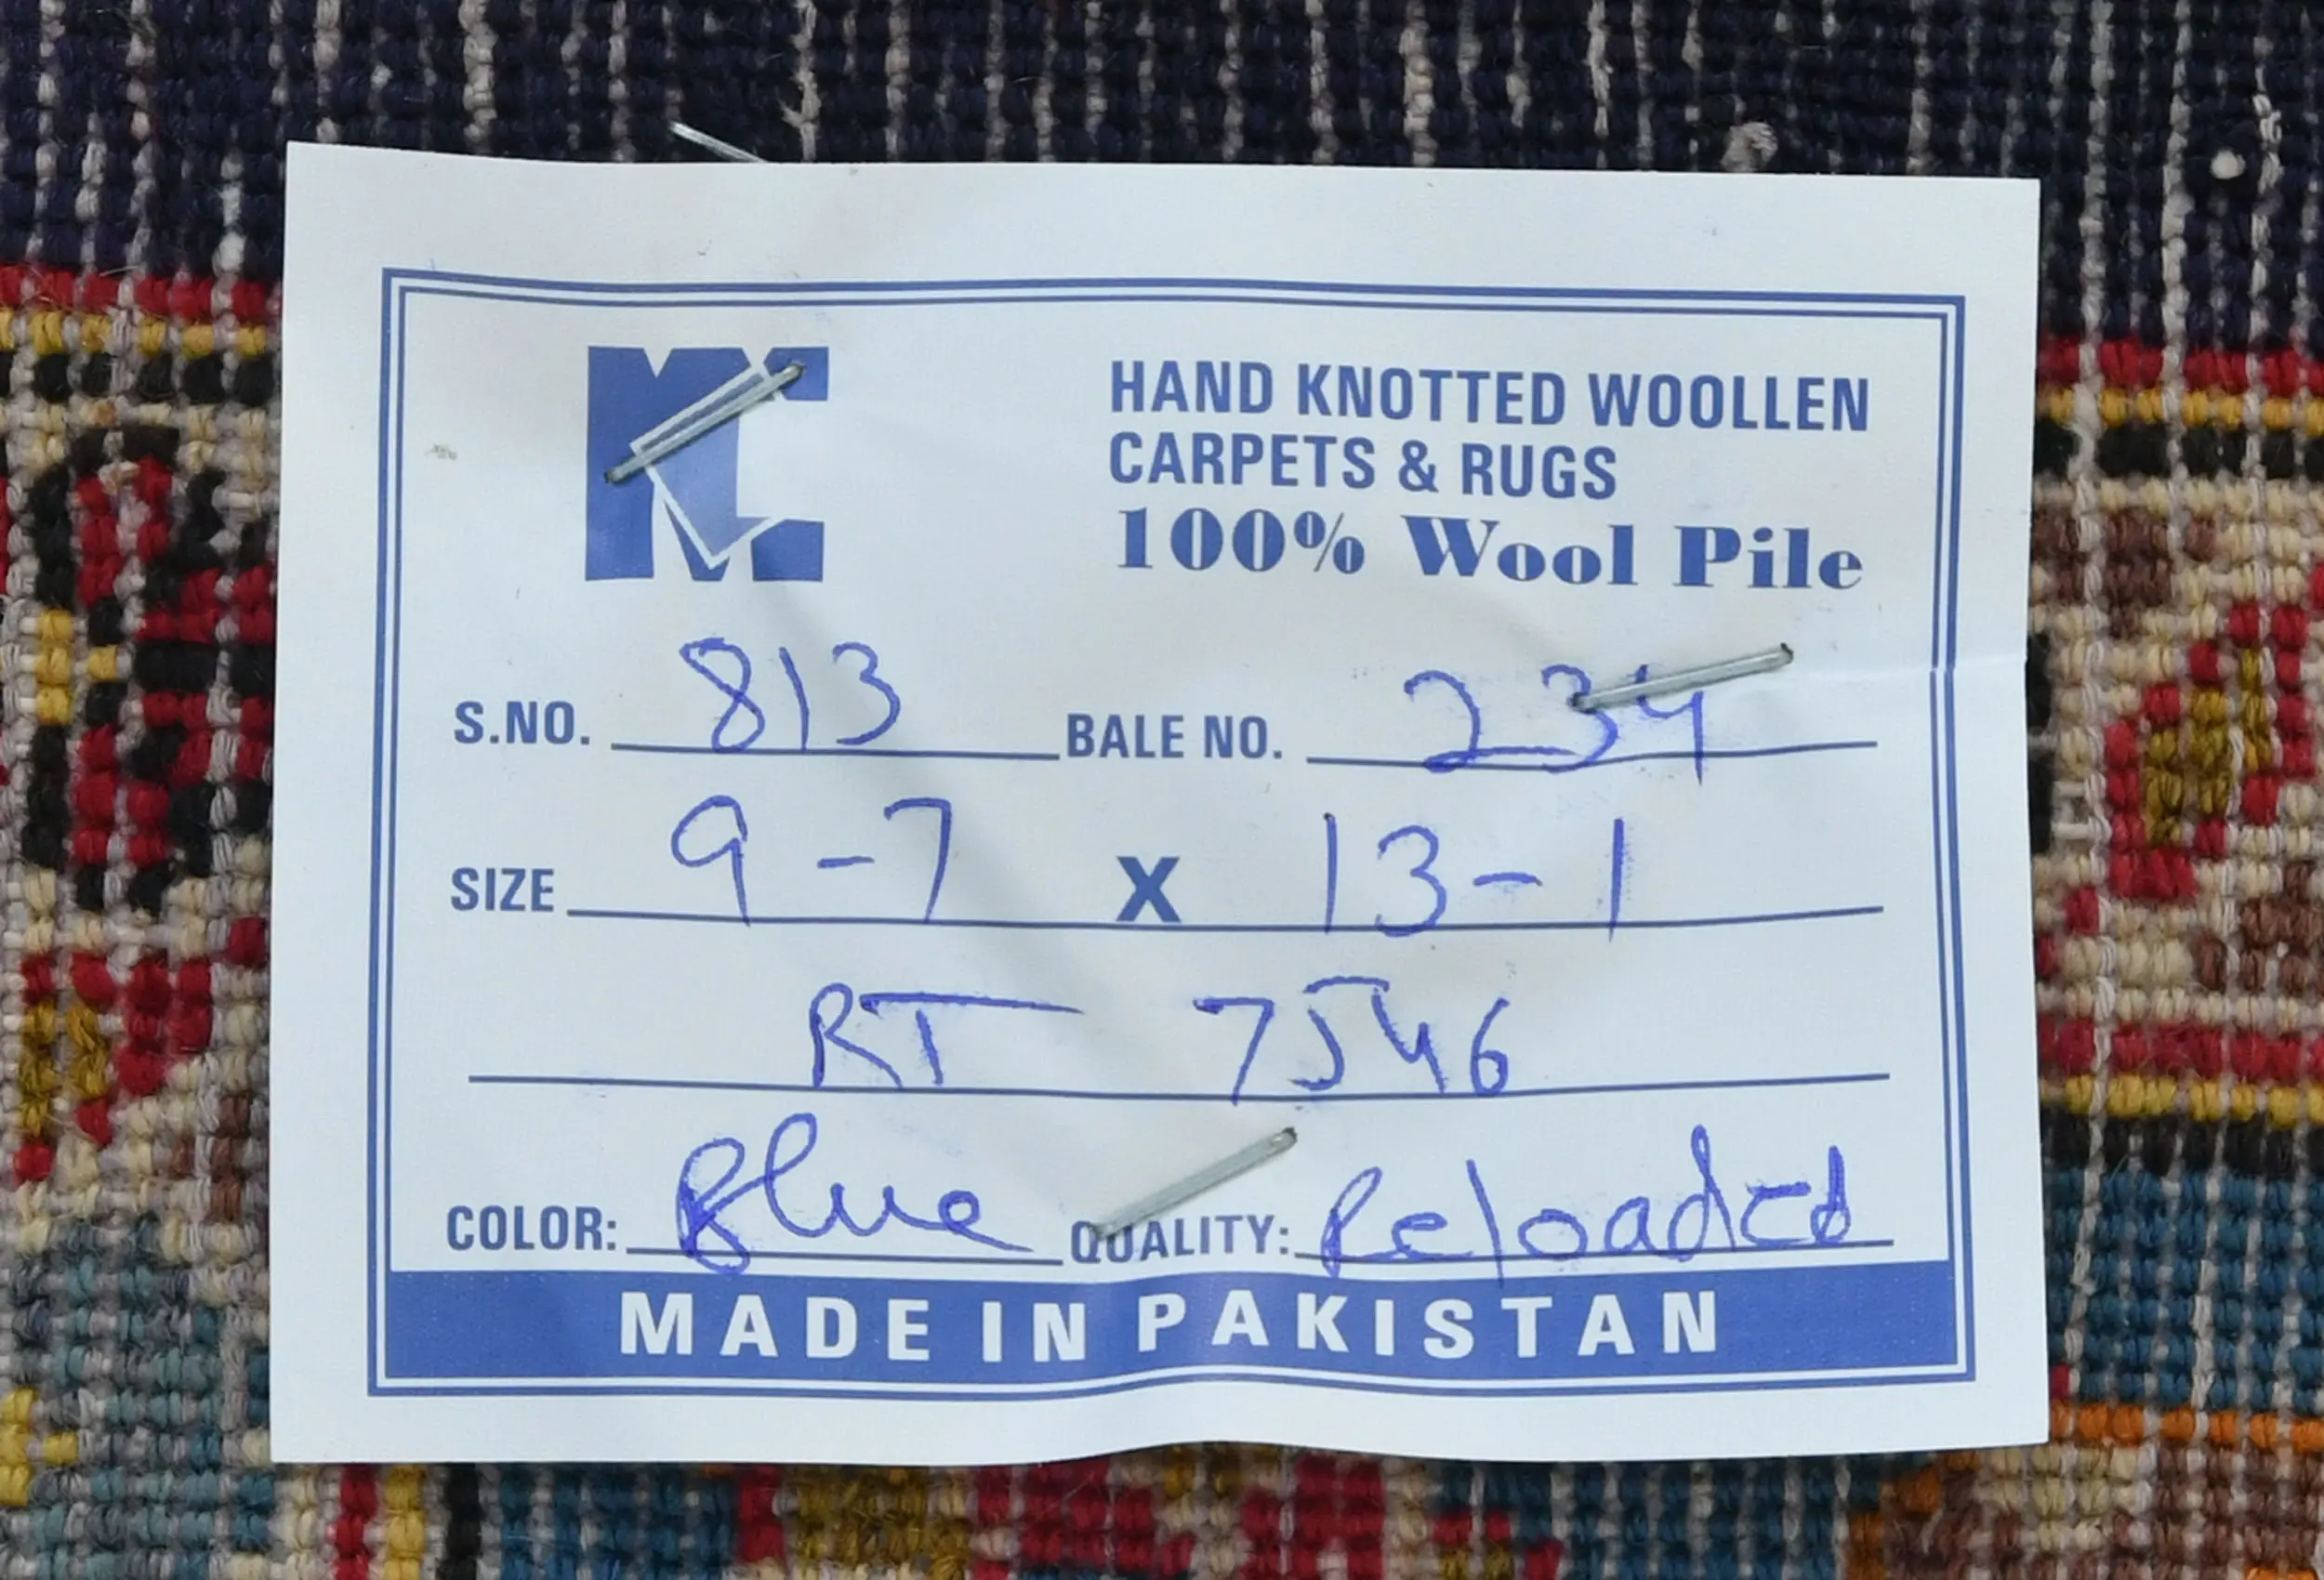 HAND KNOTTED WOOLLEN
CARPETS & RUGS
100% Wool Pile
S.NO. 813 BALE NO. 234
SIZE 9-7 X 13-1
RT 7546
COLOR: Blue QUALITY: Reloaded
MADE IN PAKISTAN